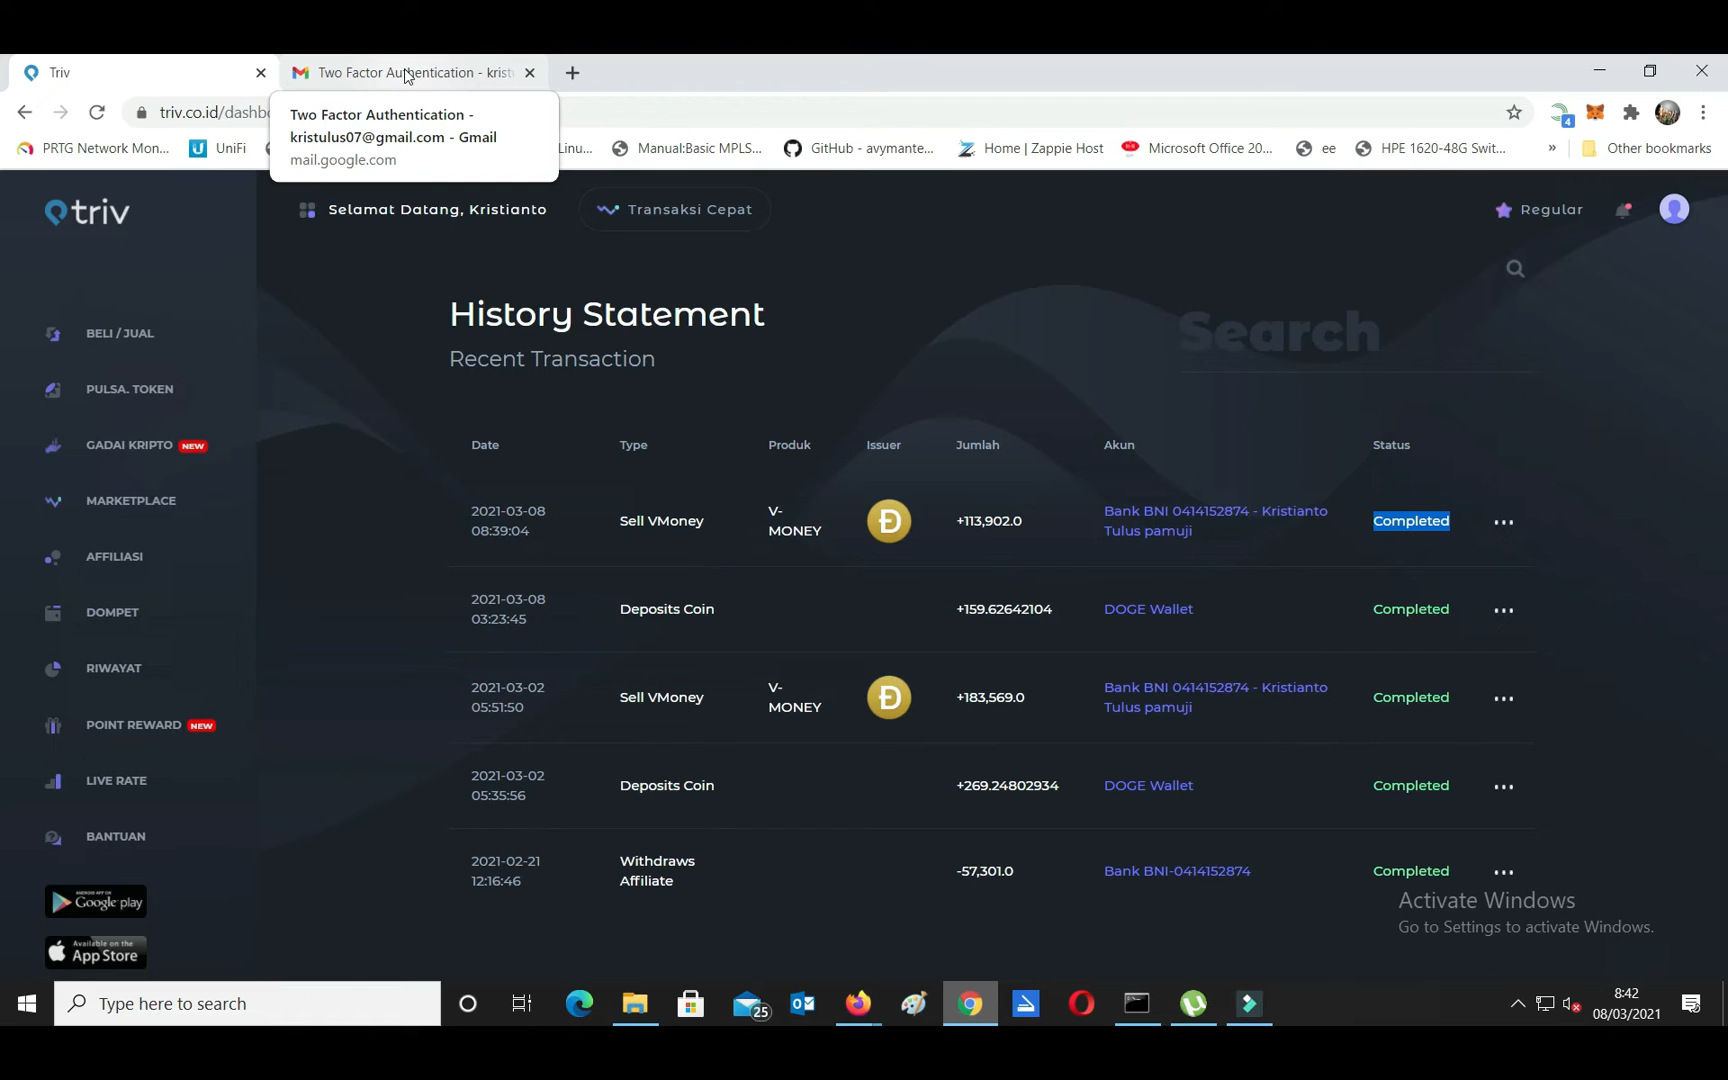 Triv
Two Factor Authentication - krist
triv.co.id/dashbo
Two Factor Authentication -
kristulus07@gmail.com - Gmail
mail.google.com
4
PRTG Network Mon...
UniFi
Linu...
Manual:Basic MPLS...
GitHub - avymante...
Home | Zappie Host
Microsoft Office 20...
ee
HPE 1620-48G Swit...
»
Other bookmarks
triv
Selamat Datang, Kristianto
Transaksi Cepat
Regular
BELI / JUAL
PULSA. TOKEN
GADAI KRIPTO NEW
MARKETPLACE
AFFILIASI
DOMPET
RIWAYAT
POINT REWARD NEW
LIVE RATE
BANTUAN
ANDROID APP ON
Google play
Available on the
App Store
History Statement
Recent Transaction
Search
Date Type Produk Issuer Jumlah Akun Status
2021-03-08
08:39:04
Sell VMoney
V-
MONEY
+113,902.0
Bank BNI 0414152874 - Kristianto
Tulus pamuji
Completed
2021-03-08
03:23:45
Deposits Coin
+159.62642104
DOGE Wallet
Completed
2021-03-02
05:51:50
Sell VMoney
V-
MONEY
+183,569.0
Bank BNI 0414152874 - Kristianto
Tulus pamuji
Completed
2021-03-02
05:35:56
Deposits Coin
+269.24802934
DOGE Wallet
Completed
2021-02-21
12:16:46
Withdraws
Affiliate
-57,301.0
Bank BNI-0414152874
Completed
Activate Windows
Go to Settings to activate Windows.
Type here to search
25
8:42
08/03/2021